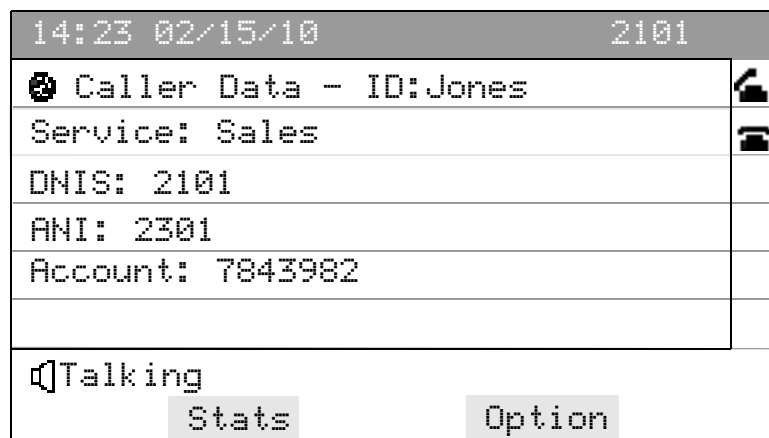 14:23 02/15/10 2101
Caller Data - ID:Jones
Service: Sales
DNIS: 2101
ANI: 2301
Account: 7843982
Talking
Stats Option